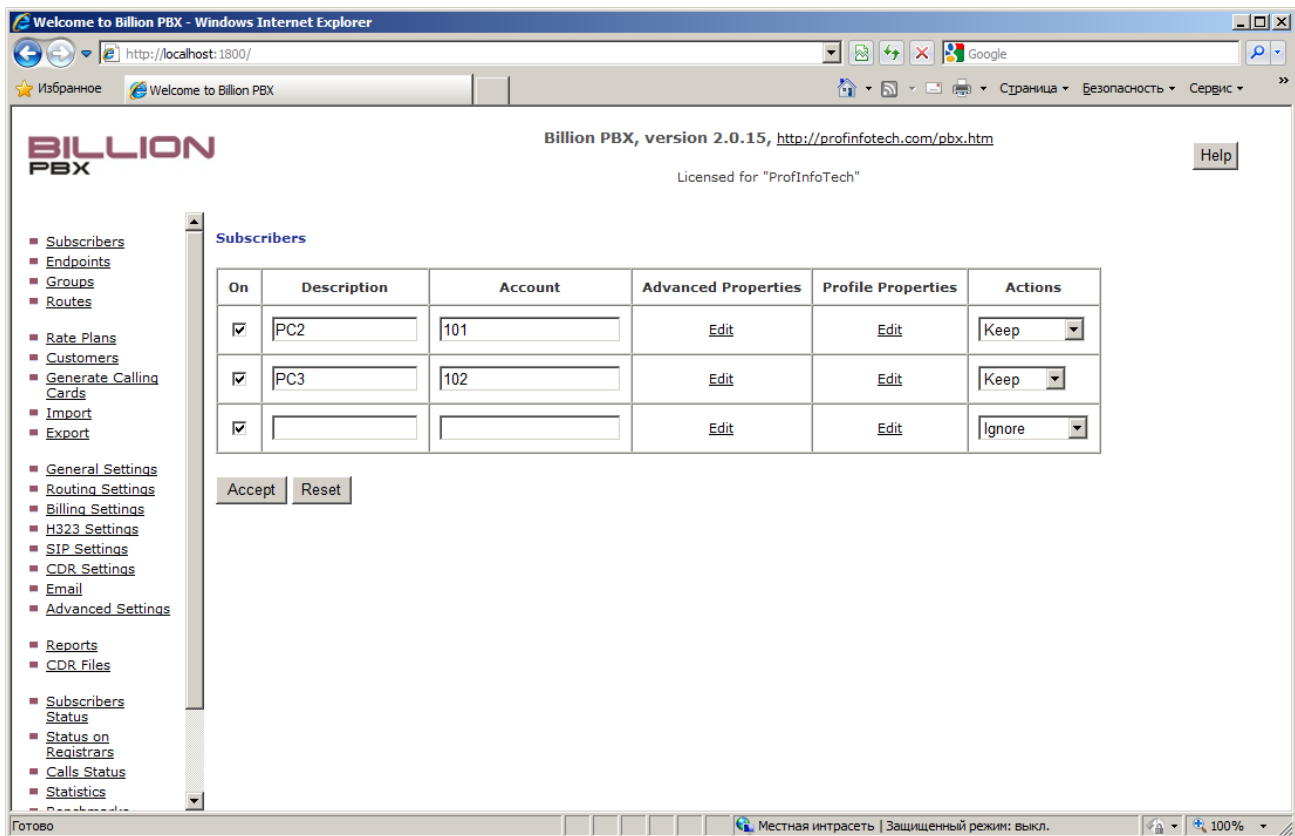 Welcome to Billion PBX - Windows Internet Explorer
http://localhost:1800/
Google
Избранное
Welcome to Billion PBX
Страница
Безопасность
Сервис
»
BILLION
PBX
Billion PBX, version 2.0.15, http://profinfotech.com/pbx.htm
Licensed for "ProfInfoTech"
Help
Subscribers
Endpoints
Groups
Routes
Rate Plans
Customers
Generate Calling
Cards
Import
Export
General Settings
Routing Settings
Billing Settings
H323 Settings
SIP Settings
CDR Settings
Email
Advanced Settings
Reports
CDR Files
Subscribers
Status
Status on
Registrars
Calls Status
Statistics
Subscribers
On Description Account Advanced Properties Profile Properties Actions
PC2 101 Edit Edit Keep
PC3 102 Edit Edit Keep
Edit Edit Ignore
Accept Reset
Готово
Местная интрасеть | Защищенный режим: выкл.
100%